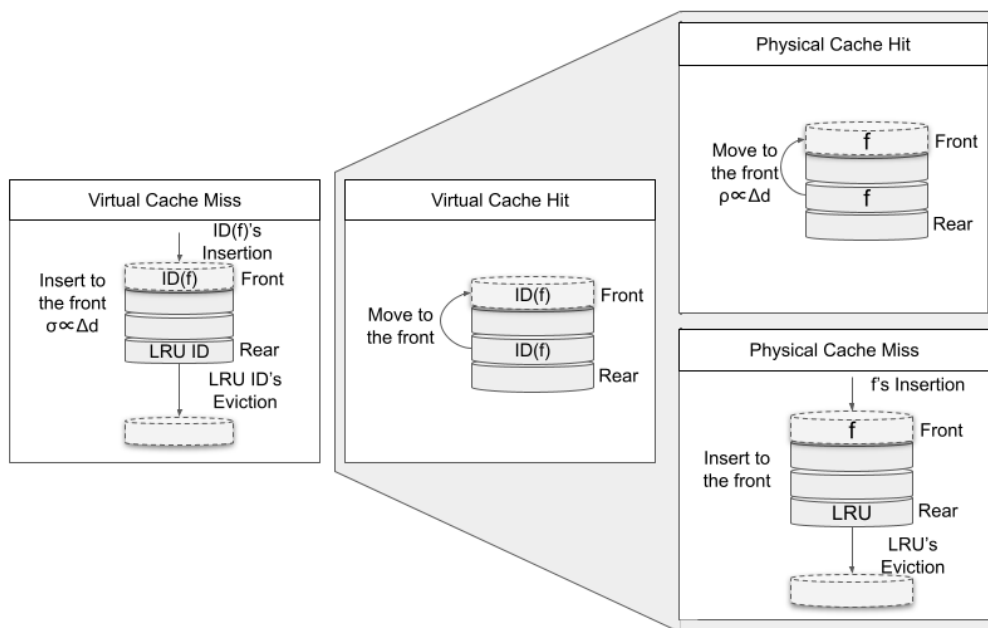 Virtual Cache Miss
ID(f)'s
Insertion
Insert to
the front
σ∝Δd
ID(f)
Front
LRU ID
Rear
LRU ID's
Eviction
Virtual Cache Hit
Move to
the front
ID(f)
Front
ID(f)
Rear
Physical Cache Hit
Move to
the front
ρ∝Δd
f
Front
f
Rear
Physical Cache Miss
f's Insertion
f
Front
Insert to
the front
LRU
Rear
LRU's
Eviction